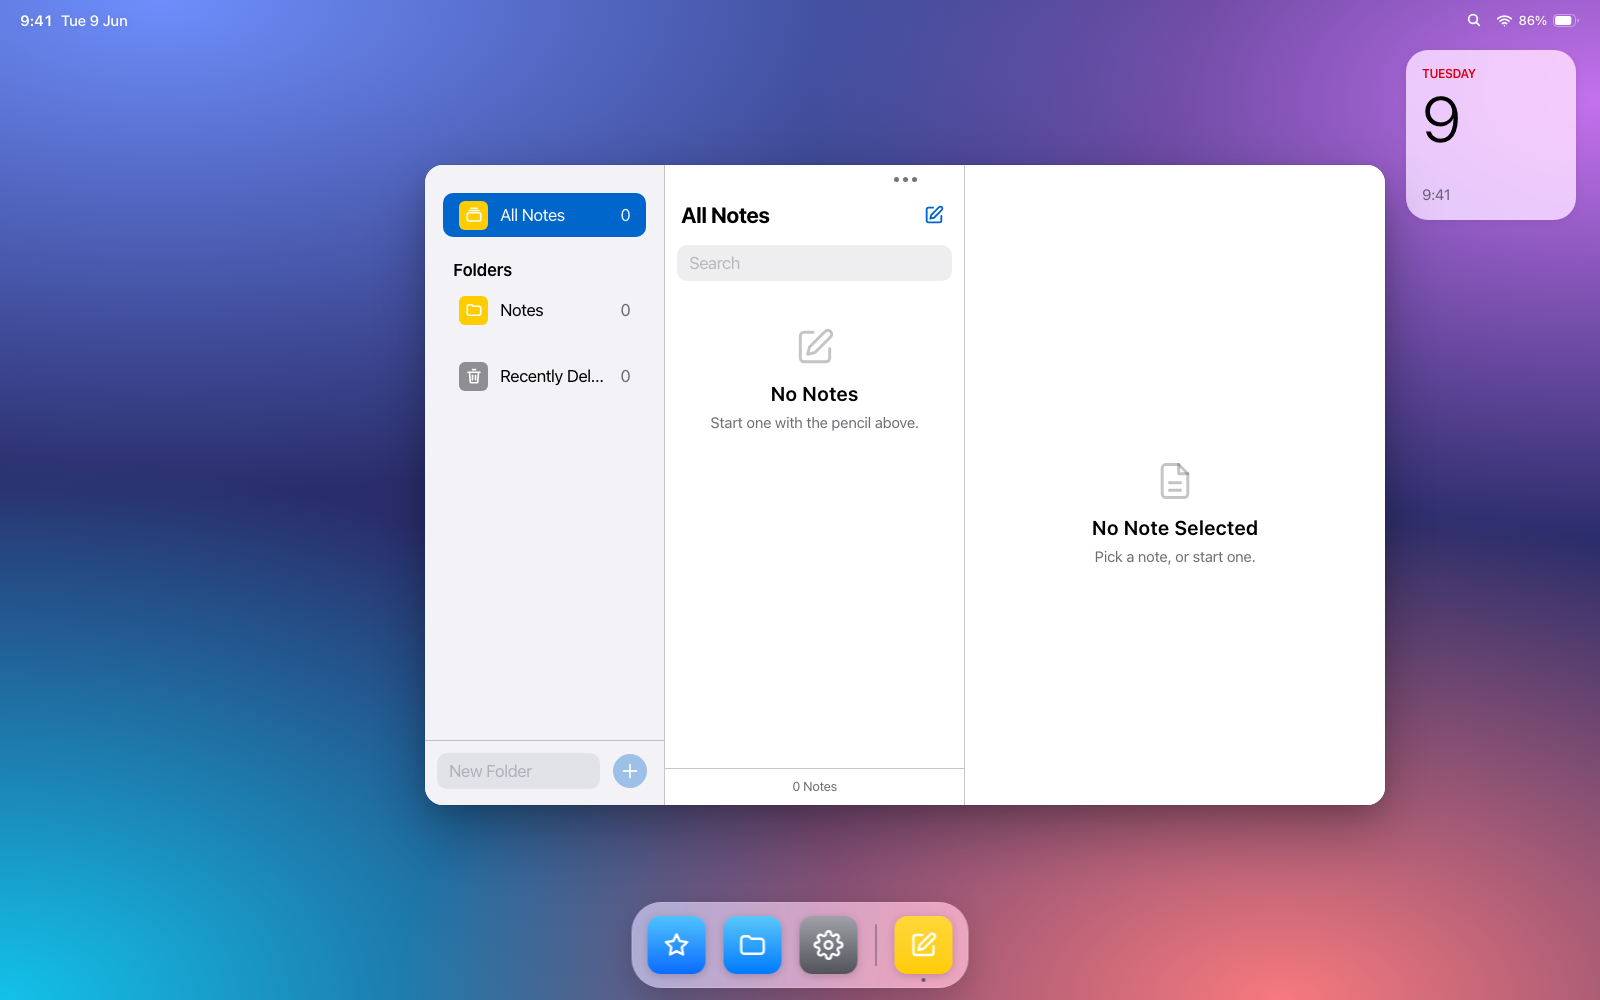 9:41 Tue 9 Jun
86%
TUESDAY
9
9:41
All Notes 0
Folders
Notes 0
Recently Del... 0
New Folder
All Notes
Search
No Notes
Start one with the pencil above.
0 Notes
No Note Selected
Pick a note, or start one.